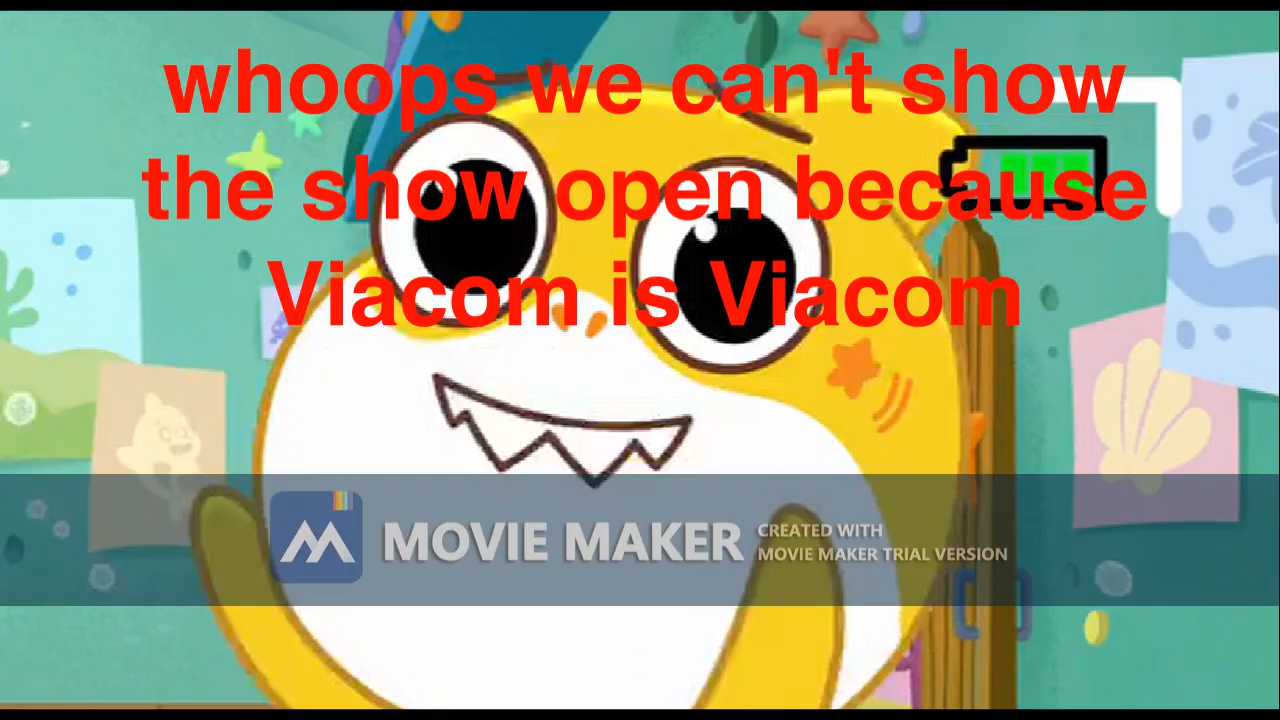 whoops we can't show
the show open because
Viacom is Viacom
MOVIE MAKER
CREATED WITH
MOVIE MAKER TRIAL VERSION